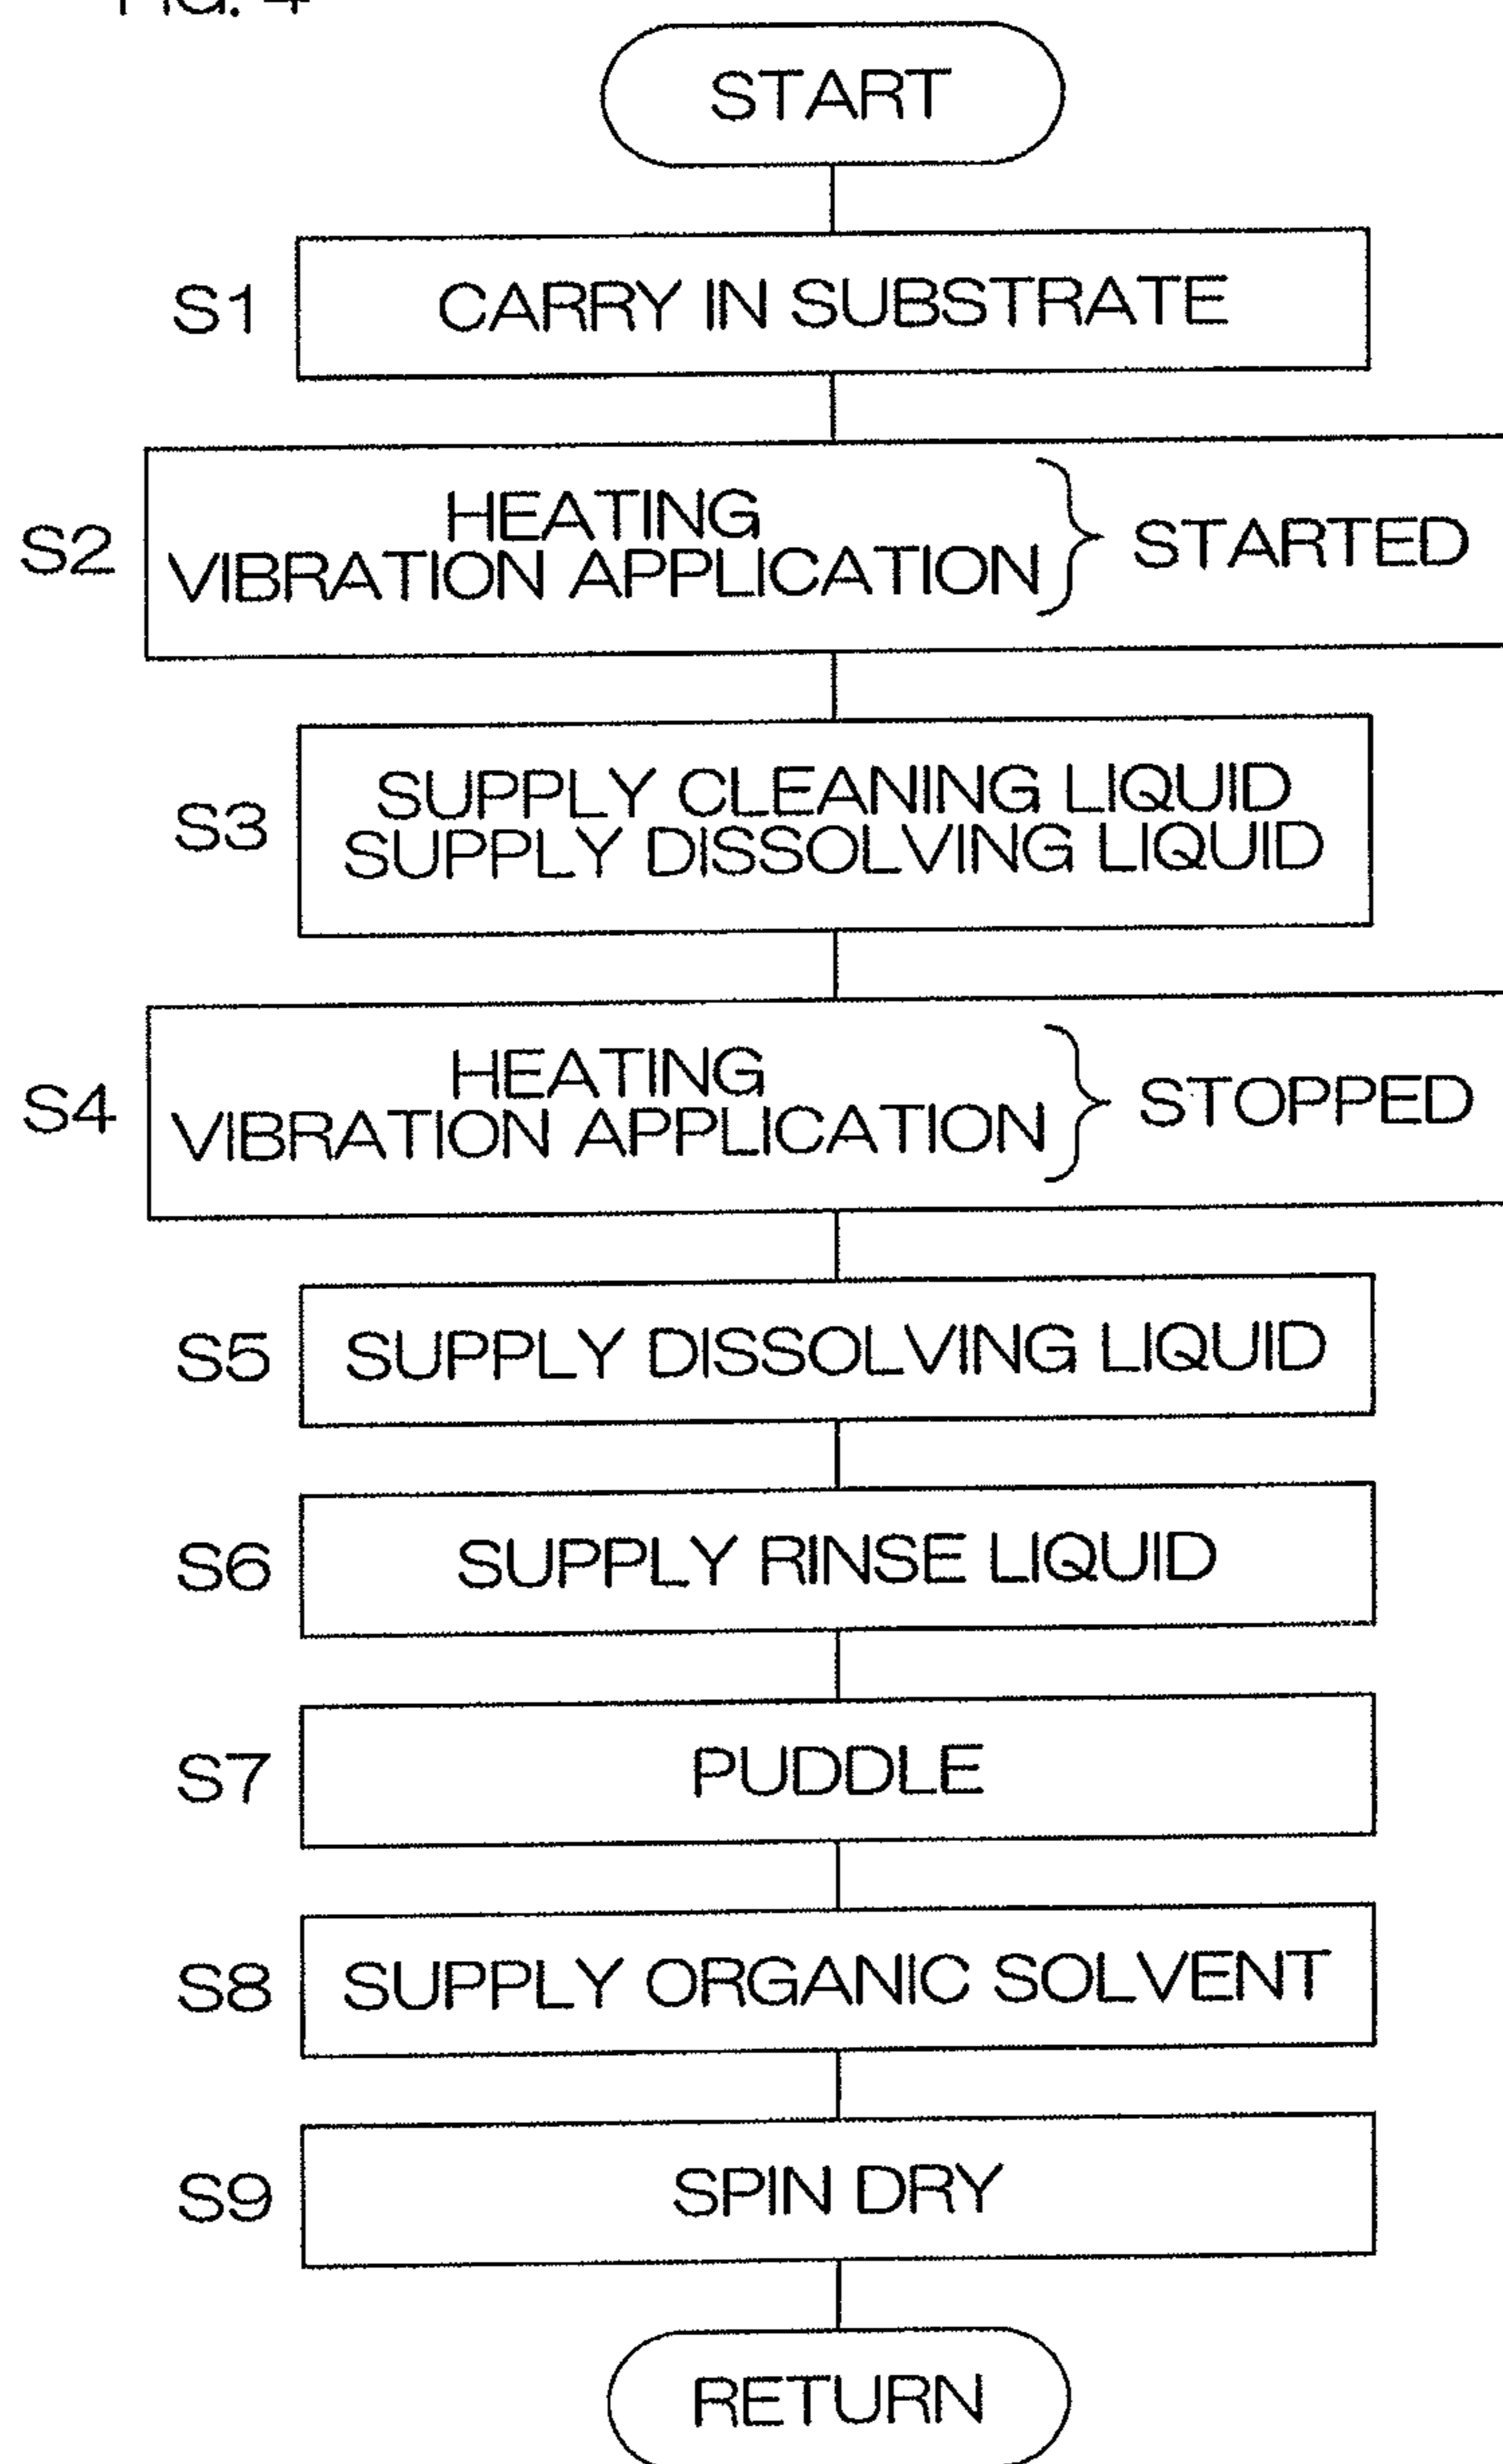 FIG. 4
START
S1 CARRY IN SUBSTRATE
S2 HEATING
VIBRATION APPLICATION } STARTED
S3 SUPPLY CLEANING LIQUID
SUPPLY DISSOLVING LIQUID
S4 HEATING
VIBRATION APPLICATION } STOPPED
S5 SUPPLY DISSOLVING LIQUID
S6 SUPPLY RINSE LIQUID
S7 PUDDLE
S8 SUPPLY ORGANIC SOLVENT
S9 SPIN DRY
RETURN